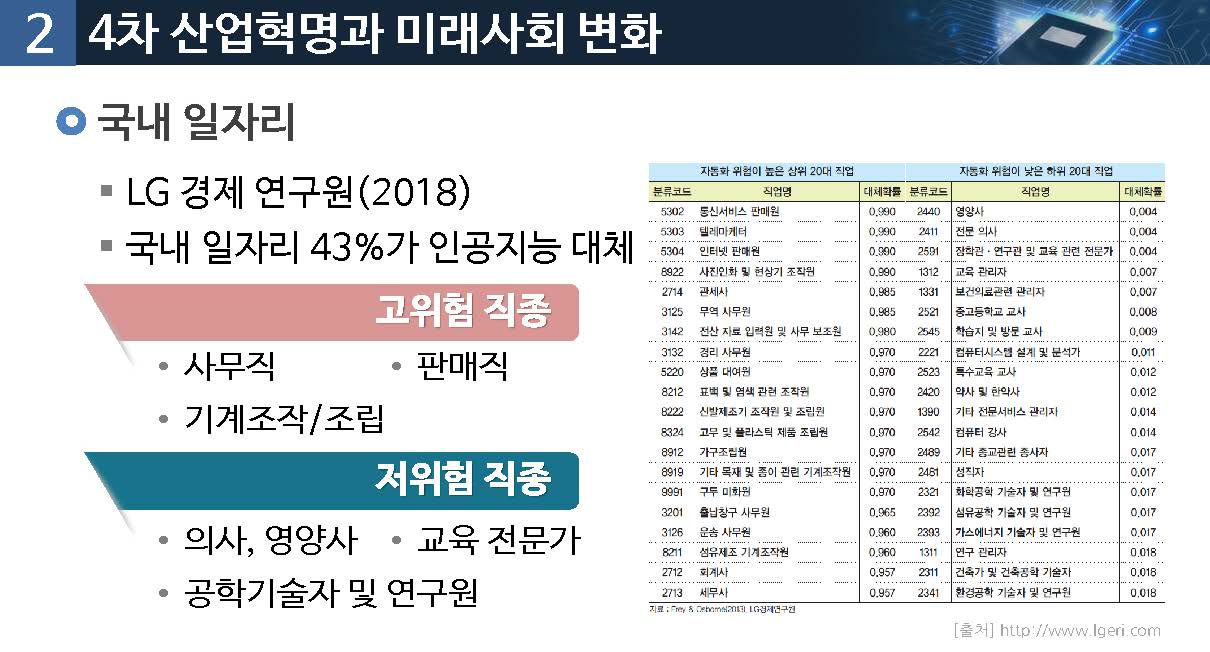 2 4차 산업혁명과 미래사회 변화
국내 일자리
LG 경제 연구원(2018)
국내 일자리 43%가 인공지능 대체
고위험 직종
사무직 판매직
기계조작/조립
저위험 직종
의사, 영양사 교육 전문가
공학기술자 및 연구원
자동화 위험이 높은 상위 20대 직업 자동화 위험이 낮은 하위 20대 직업
분류코드 직업명 대체확률 분류코드 직업명 대체확률
5302 통신서비스 판매원 0.990 2440 영양사 0.004
5303 텔레마케터 0.990 2411 전문 의사 0.004
5304 인터넷 판매원 0.990 2591 장학관·연구관 및 교육 관련 전문가 0.004
8922 사진인화 및 현상기 조작원 0.990 1312 교육 관리자 0.007
2714 관세사 0.985 1331 보건의료관련 관리자 0.007
3125 무역 사무원 0.985 2521 중고등학교 교사 0.008
3142 전산 자료 입력원 및 사무 보조원 0.980 2545 학습지 및 방문 교사 0.009
3132 경리 사무원 0.970 2221 컴퓨터시스템 설계 및 분석가 0.011
5220 상품 대여원 0.970 2523 특수교육 교사 0.012
8212 표백 및 염색 관련 조작원 0.970 2420 약사 및 한약사 0.012
8222 신발제조기 조작원 및 조립원 0.970 1390 기타 전문서비스 관리자 0.014
8324 고무 및 플라스틱 제품 조립원 0.970 2542 컴퓨터 강사 0.014
8912 가구조립원 0.970 2489 기타 종교관련 종사자 0.017
8919 기타 목재 및 종이 관련 기계조작원 0.970 2481 성직자 0.017
9991 구두 미화원 0.970 2321 화학공학 기술자 및 연구원 0.017
3201 출납창구 사무원 0.965 2392 섬유공학 기술자 및 연구원 0.017
3126 운송 사무원 0.960 2393 가스에너지 기술자 및 연구원 0.017
8211 섬유제조 기계조작원 0.960 1311 연구 관리자 0.018
2712 회계사 0.957 2311 건축가 및 건축공학 기술자 0.018
2713 세무사 0.957 2341 환경공학 기술자 및 연구원 0.018
자료 : Frey & Osborne(2013), LG경제연구원
[출처] http://www.lgeri.com